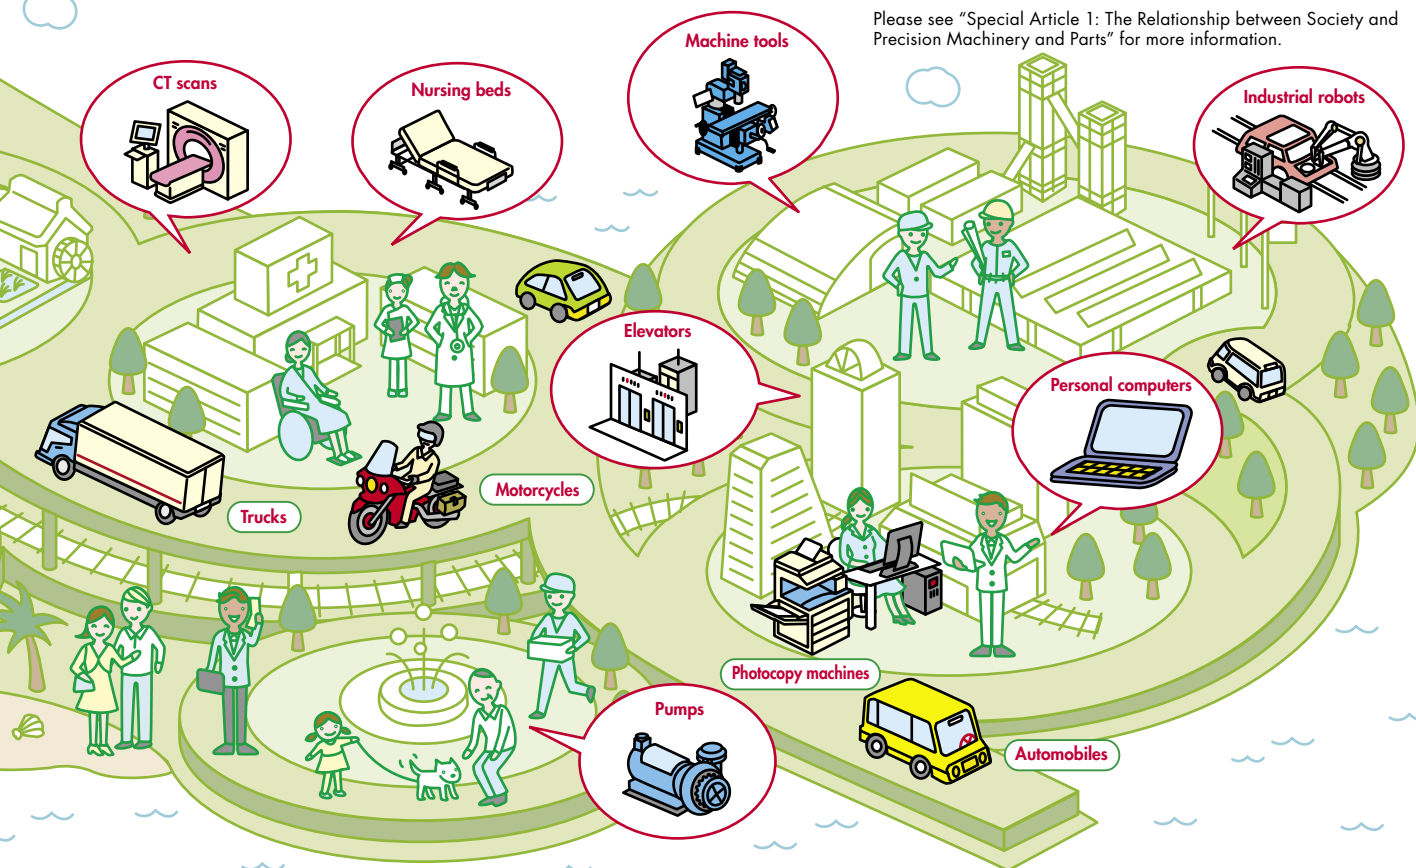 Please see “Special Article 1: The Relationship between Society and
Precision Machinery and Parts” for more information.
Machine tools
CT scans
Nursing beds
Industrial robots
Elevators
Personal computers
Motorcycles
Trucks
Photocopy machines
Pumps
Automobiles